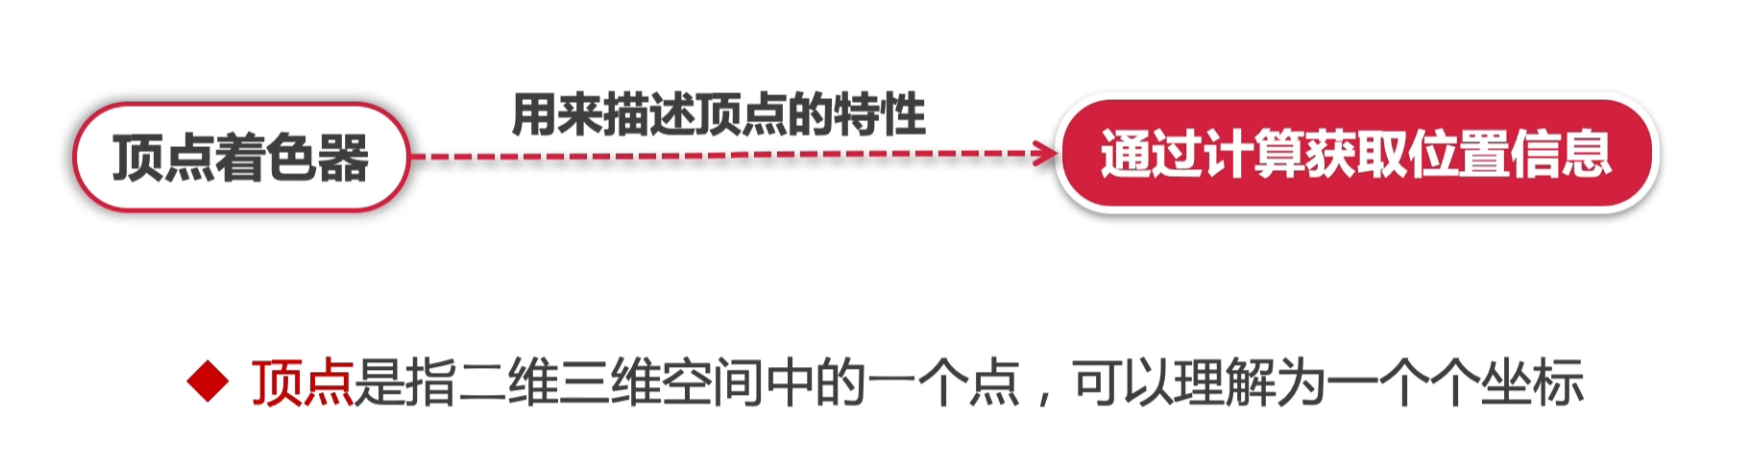 用来描述顶点的特性
顶点着色器
通过计算获取位置信息
顶点是指二维三维空间中的一个点，可以理解为一个个坐标